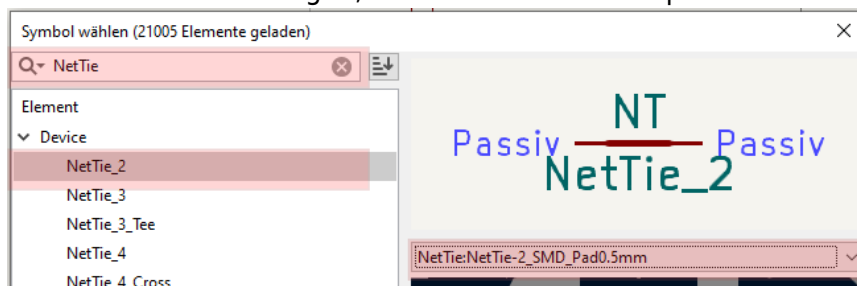 Symbol wählen (21005 Elemente geladen)
NetTie
Element
Device
NetTie_2
NetTie_3
NetTie_3_Tee
NetTie_4
NetTie_4_Cross
NT
Passiv Passiv
NetTie_2
NetTie:NetTie-2_SMD_Pad0.5mm